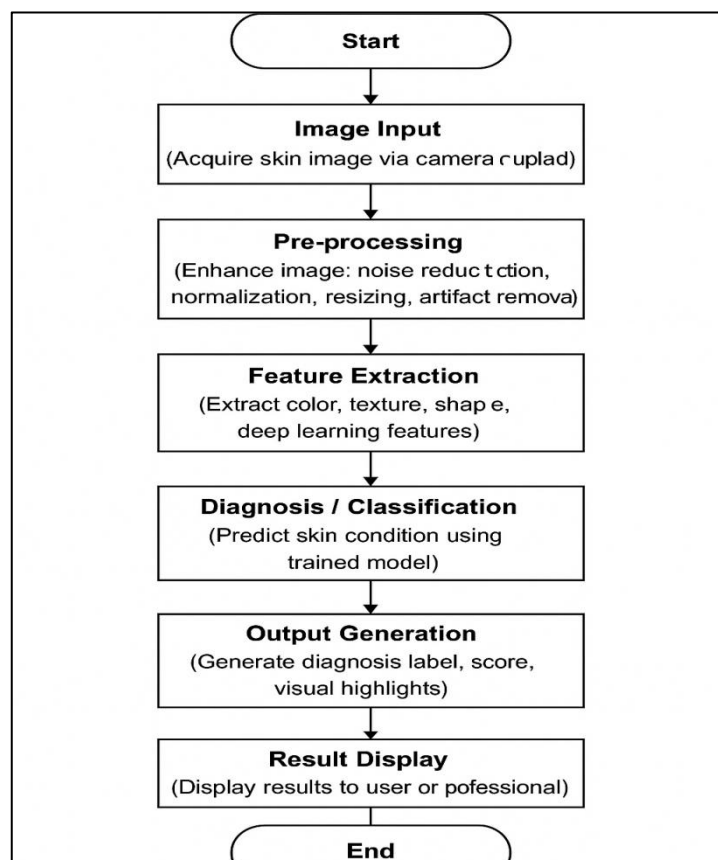 Start
Image Input
(Acquire skin image via camera cuplad)
Pre-processing
(Enhance image: noise reduc tction,
normalization, resizing, artifact remova)
Feature Extraction
(Extract color, texture, shap e,
deep learning features)
Diagnosis / Classification
(Predict skin condition using
trained model)
Output Generation
(Generate diagnosis label, score,
visual highlights)
Result Display
(Display results to user or pofessional)
End